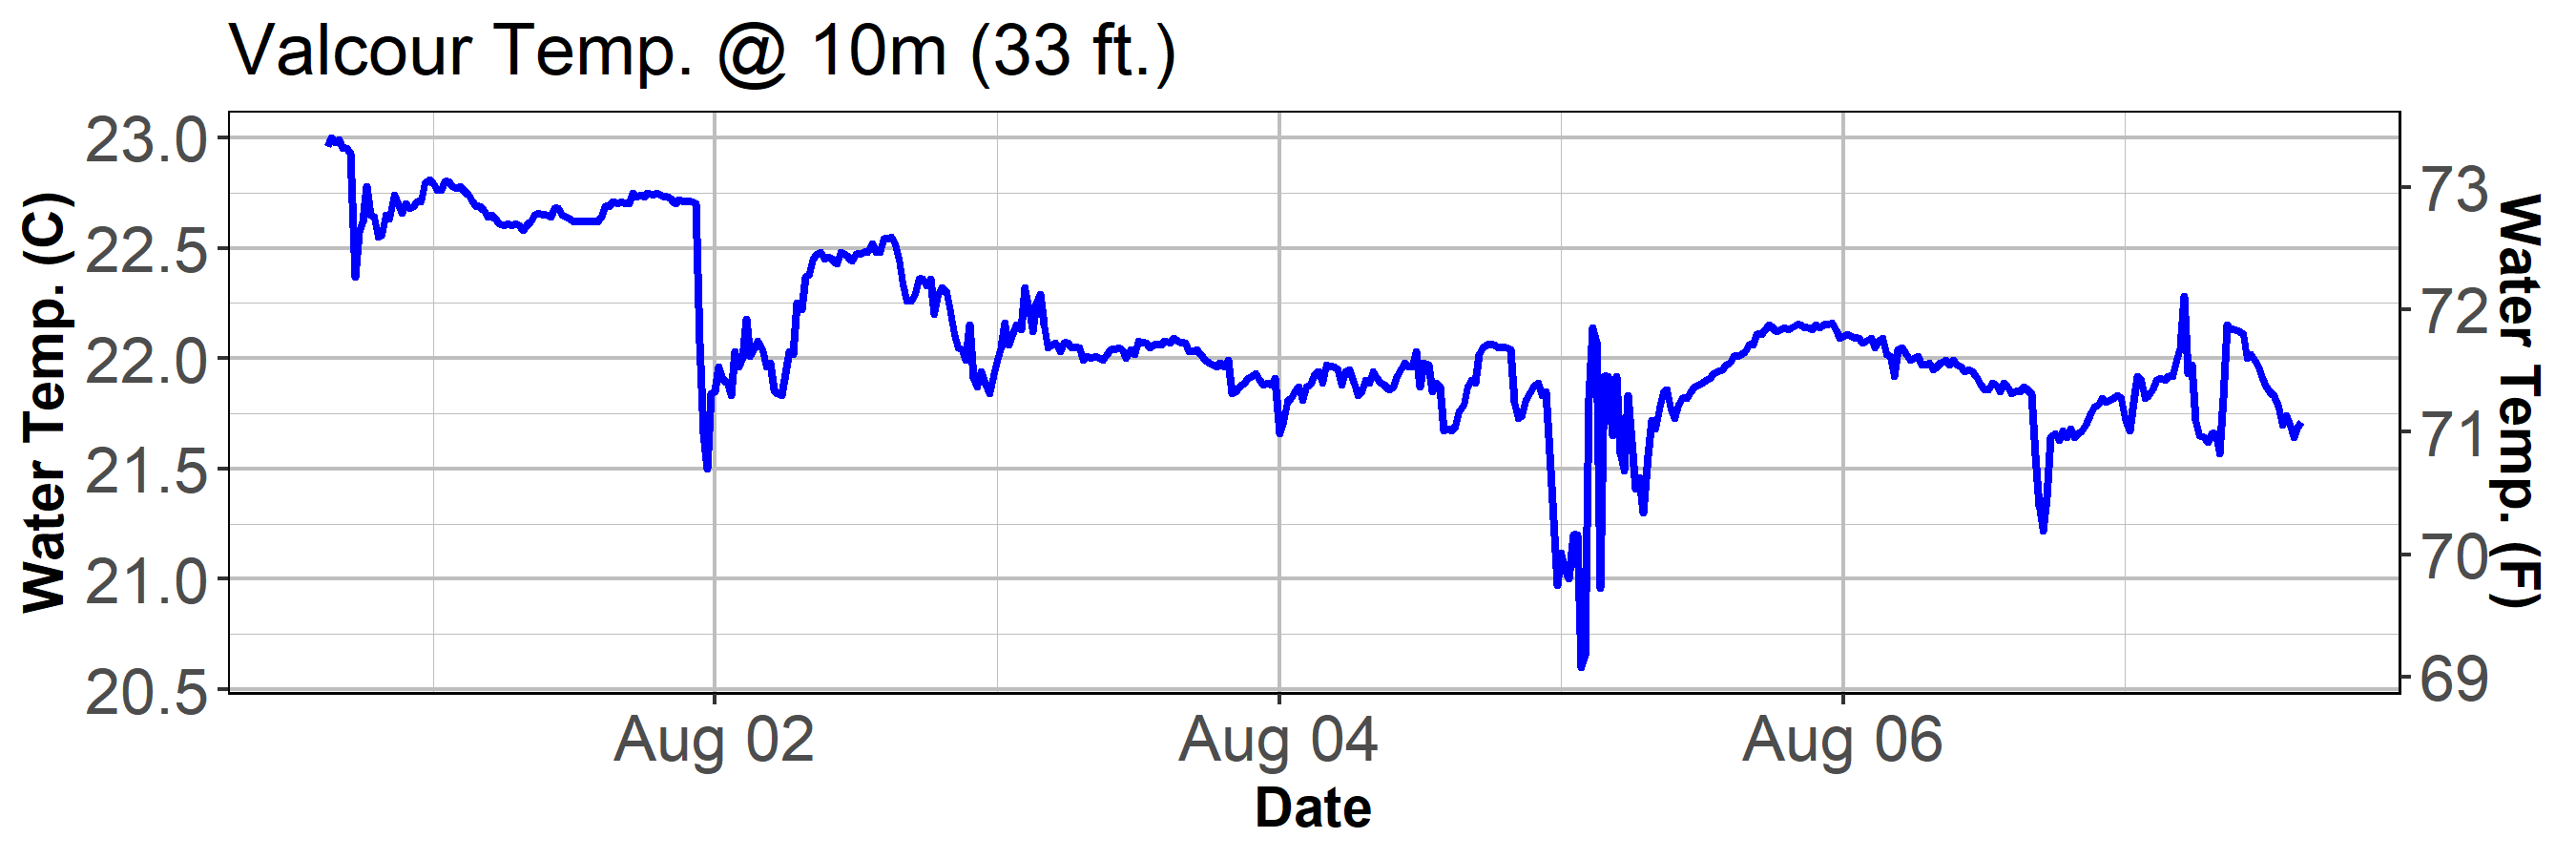 Valcour Temp. @ 10m (33 ft.)
Water Temp. (C)
23.0
22.5
22.0
21.5
21.0
20.5
73
72
71
70
69
Water Temp. (F)
Aug 02 Aug 04 Aug 06
Date